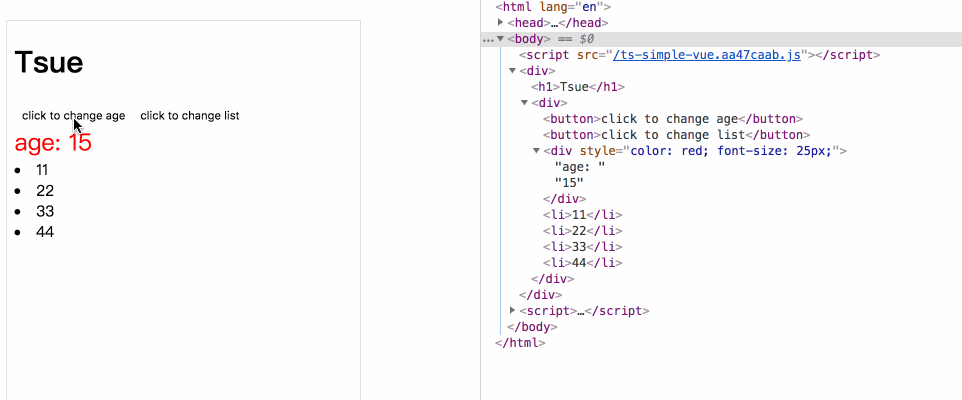 Tsue
click to change age click to change list
age: 15
• 11
• 22
• 33
• 44
<html lang="en">
▶<head>…</head>
…▼<body> == $0
<script src="/ts-simple-vue.aa47caab.js"></script>
▼<div>
<h1>Tsue</h1>
▼<div>
<button>click to change age</button>
<button>click to change list</button>
▼<div style="color: red; font-size: 25px;">
"age: "
"15"
</div>
<li>11</li>
<li>22</li>
<li>33</li>
<li>44</li>
</div>
</div>
▶<script>…</script>
</body>
</html>